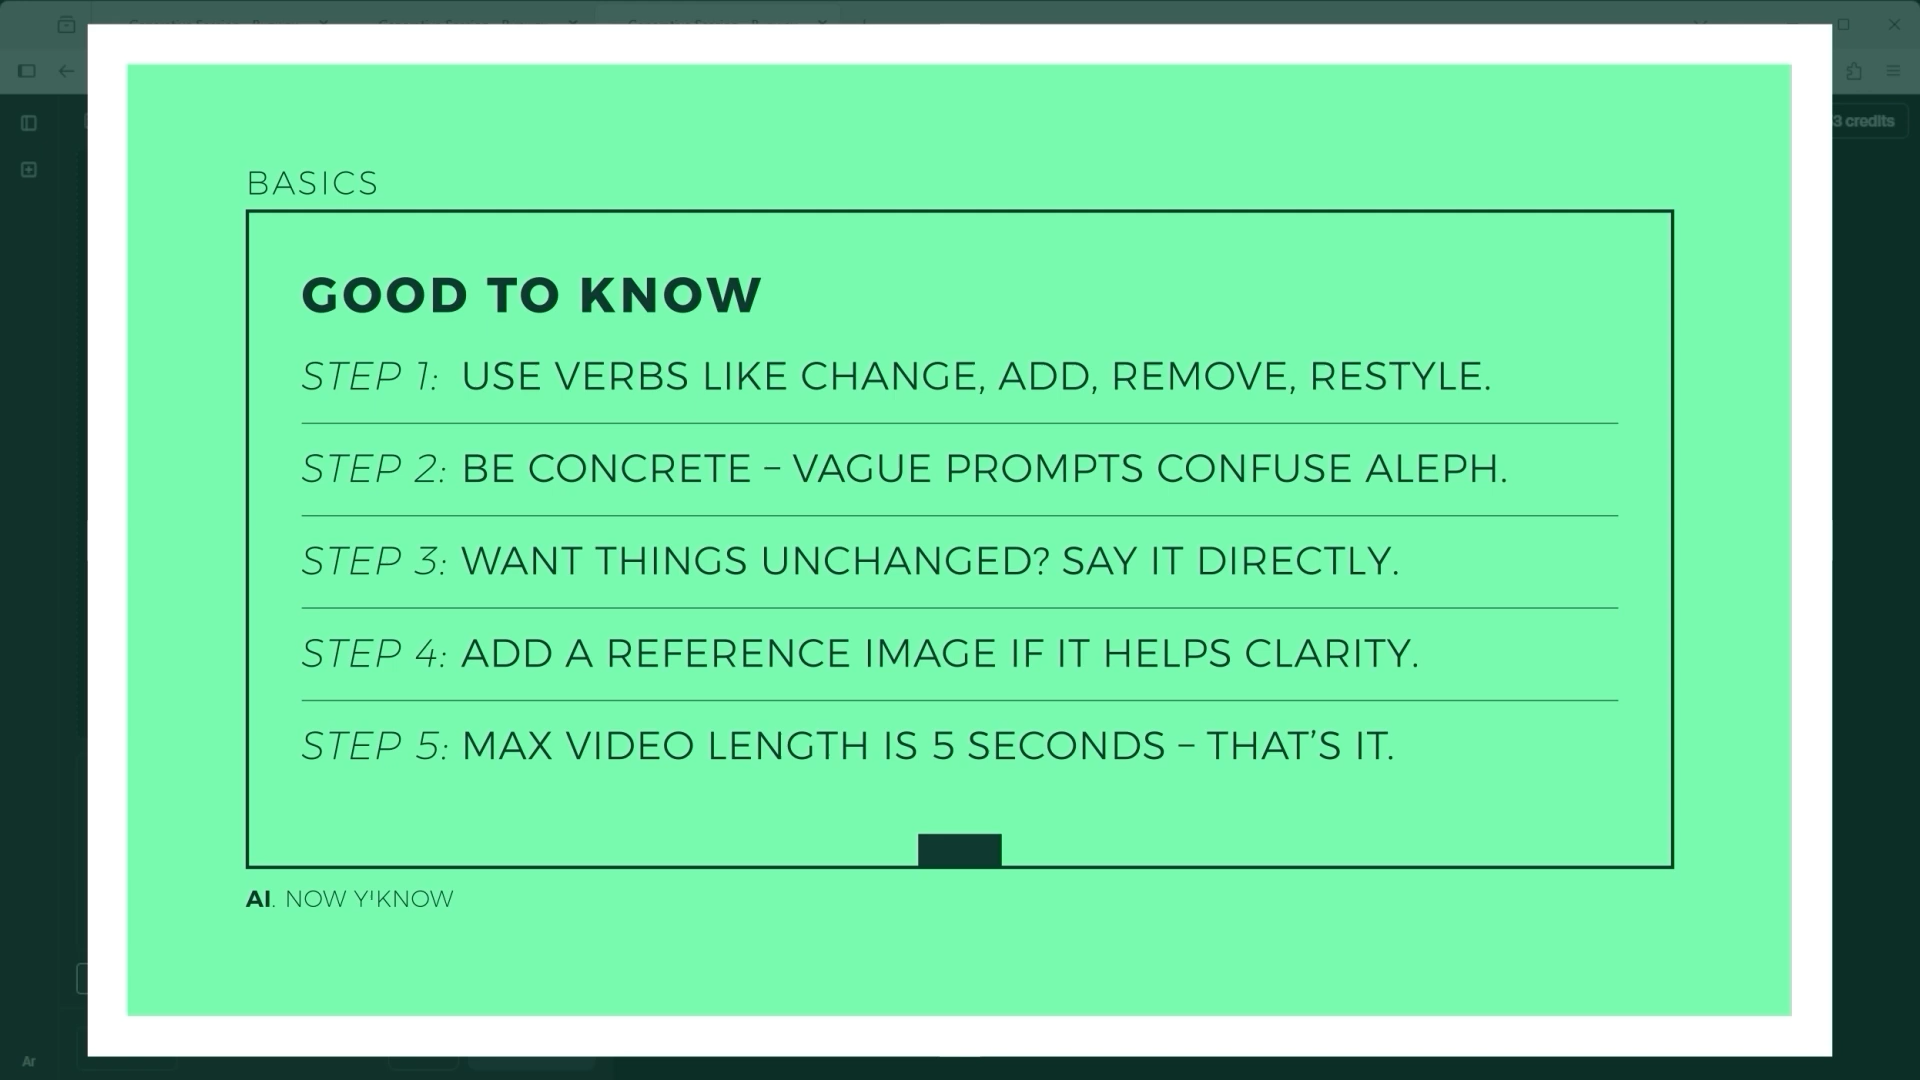 3 credits
BASICS
GOOD TO KNOW
STEP 1: USE VERBS LIKE CHANGE, ADD, REMOVE, RESTYLE.
STEP 2: BE CONCRETE – VAGUE PROMPTS CONFUSE ALEPH.
STEP 3: WANT THINGS UNCHANGED? SAY IT DIRECTLY.
STEP 4: ADD A REFERENCE IMAGE IF IT HELPS CLARITY.
STEP 5: MAX VIDEO LENGTH IS 5 SECONDS – THAT’S IT.
AI. NOW Y'KNOW
Ar